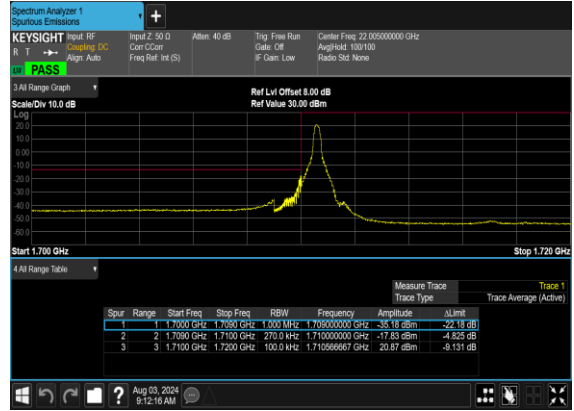 Spectrum Analyzer 1
Spurious Emissions
KEYSIGHT Input: RF Input Z: 50 Ω Atten: 40 dB Trig: Free Run Center Freq: 22.005000000 GHz
R T Coupling: DC Corr CCorr Gate: Off Avg|Hold: 100/100
Align: Auto Freq Ref: Int (S) IF Gain: Low Radio Std: None
PASS
3 All Range Graph
Ref Lvl Offset 8.00 dB
Scale/Div 10.0 dB Ref Value 30.00 dBm
Log
20.0
10.0
0.00
-10.0
-20.0
-30.0
-40.0
-50.0
-60.0
Start 1.700 GHz Stop 1.720 GHz
4 All Range Table
Measure Trace Trace 1
Trace Type Trace Average (Active)
Spur Range Start Freq Stop Freq RBW Frequency Amplitude ΔLimit
1 1 1.7000 GHz 1.7090 GHz 1.000 MHz 1.709000000 GHz -35.18 dBm -22.18 dB
2 2 1.7090 GHz 1.7100 GHz 270.0 kHz 1.710000000 GHz -17.83 dBm -4.825 dB
3 3 1.7100 GHz 1.7200 GHz 100.0 kHz 1.710566667 GHz 20.87 dBm -9.131 dB
? Aug 03, 2024
9:12:16 AM